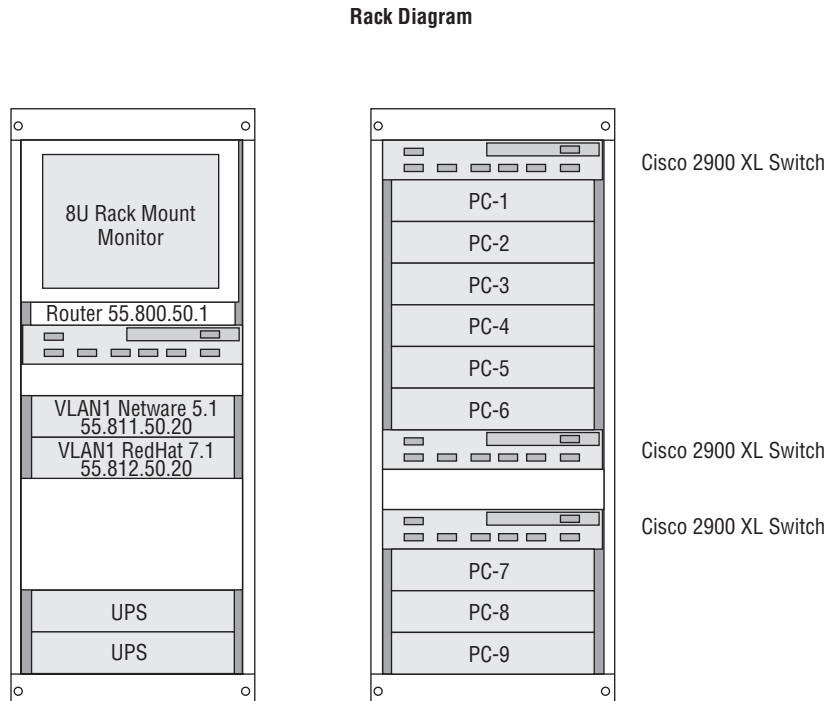 Rack Diagram
8U Rack Mount
Monitor
Router 55.800.50.1
VLAN1 Netware 5.1
55.811.50.20
VLAN1 RedHat 7.1
55.812.50.20
UPS
UPS
Cisco 2900 XL Switch
PC-1
PC-2
PC-3
PC-4
PC-5
PC-6
Cisco 2900 XL Switch
Cisco 2900 XL Switch
PC-7
PC-8
PC-9